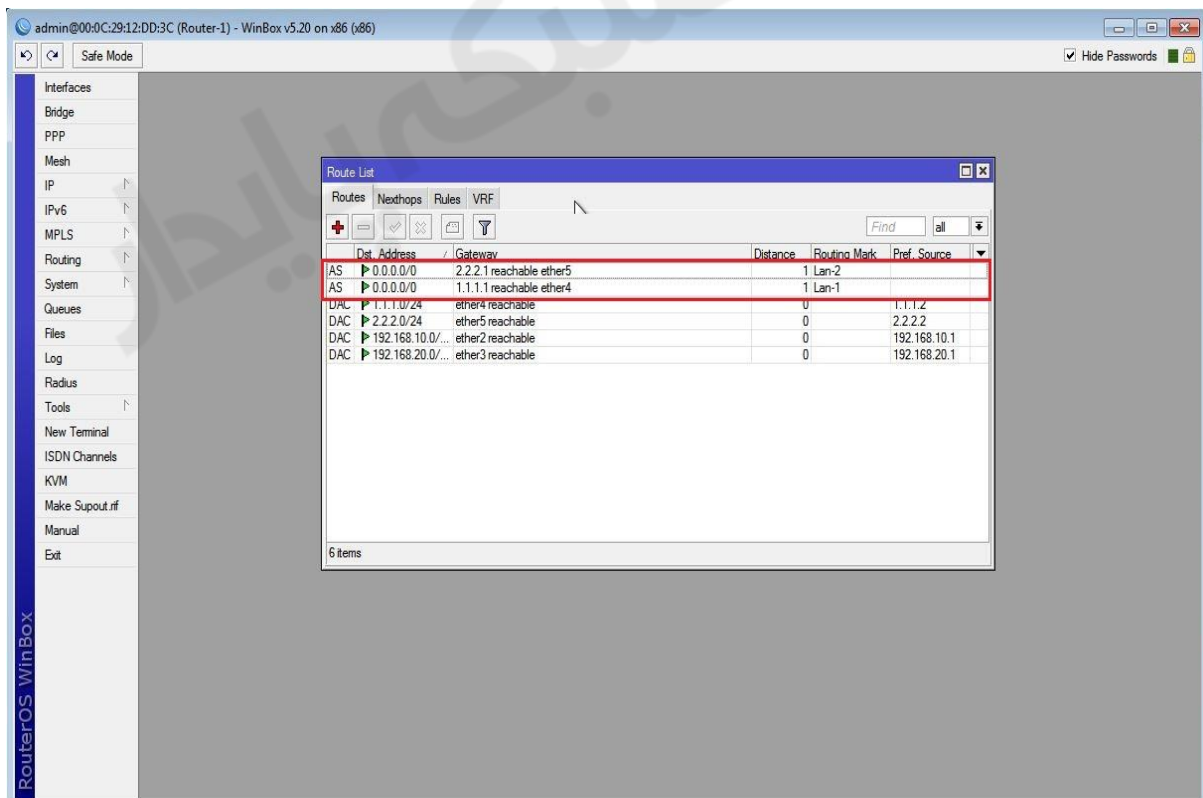 admin@00:0C:29:12:DD:3C (Router-1) - WinBox v5.20 on x86 (x86)
Safe Mode
Hide Passwords
Interfaces
Bridge
PPP
Mesh
IP
IPv6
MPLS
Routing
System
Queues
Files
Log
Radius
Tools
New Terminal
ISDN Channels
KVM
Make Supout.rif
Manual
Exit
RouterOS WinBox
Route List
Routes Nexthops Rules VRF
Find all
Dst. Address / Gateway Distance Routing Mark Pref. Source
AS 0.0.0.0/0 2.2.2.1 reachable ether5 1 Lan-2
AS 0.0.0.0/0 1.1.1.1 reachable ether4 1 Lan-1
DAC 1.1.1.0/24 ether4 reachable 0 1.1.1.2
DAC 2.2.2.0/24 ether5 reachable 0 2.2.2.2
DAC 192.168.10.0/... ether2 reachable 0 192.168.10.1
DAC 192.168.20.0/... ether3 reachable 0 192.168.20.1
6 items
شبکه پایدار